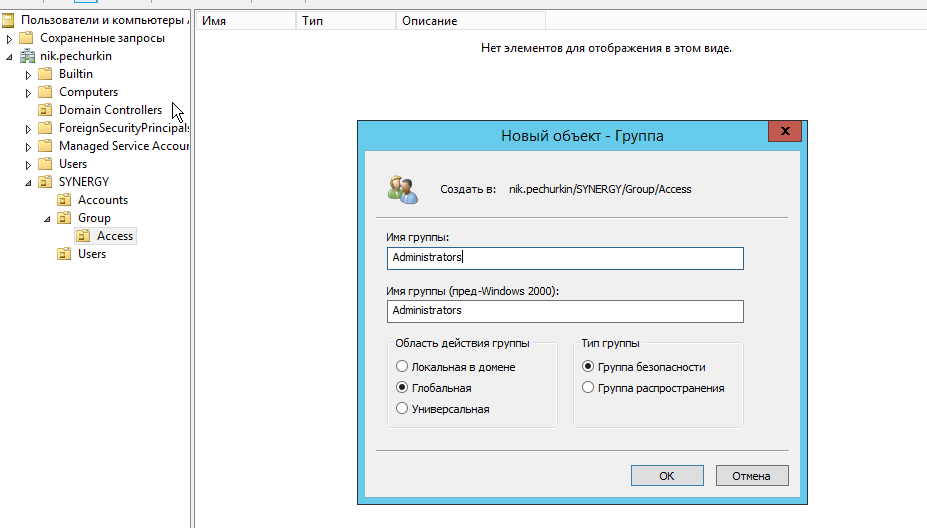 Пользователи и компьютеры A
Сохраненные запросы
nik.pechurkin
Builtin
Computers
Domain Controllers
ForeignSecurityPrincipals
Managed Service Accour
Users
SYNERGY
Accounts
Group
Access
Users
Имя Тип Описание
Нет элементов для отображения в этом виде.
Новый объект - Группа
x
Создать в: nik.pechurkin/SYNERGY/Group/Access
Имя группы:
Administrators
Имя группы (пред-Windows 2000):
Administrators
Область действия группы
Локальная в домене
Глобальная
Универсальная
Тип группы
Группа безопасности
Группа распространения
ОК Отмена